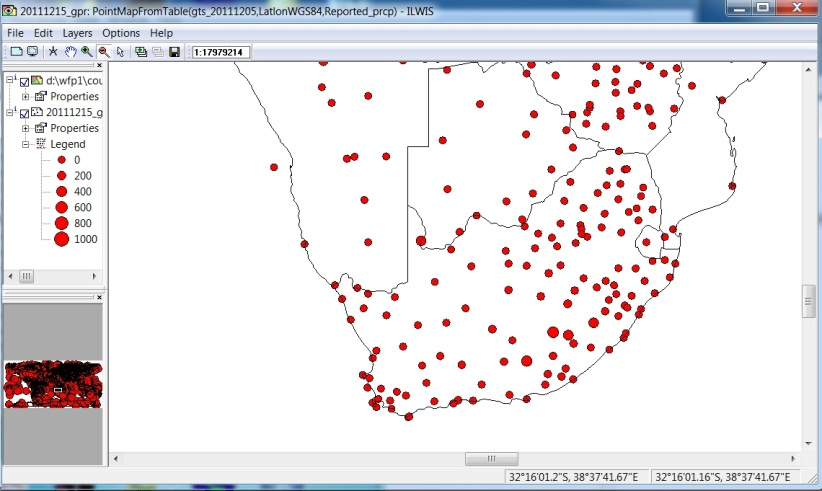 20111215_gpr: PointMapFromTable(gts_20111205,LatlonWGS84,Reported_prcp) - ILWIS
File Edit Layers Options Help
1:17979214
d:\wfp1\cou
Properties
20111215_g
Properties
Legend
0
200
400
600
800
1000
32°16'01.2"S, 38°37'41.67"E
32°16'01.16"S, 38°37'41.67"E